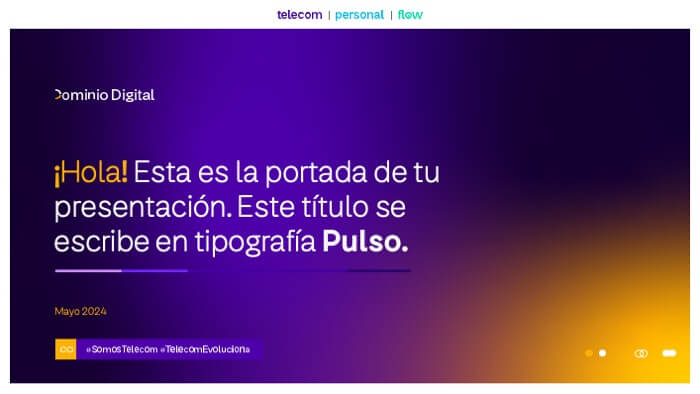 telecom | personal | flow
Dominio Digital
¡Hola! Esta es la portada de tu
presentación. Este título se
escribe en tipografía Pulso.
Mayo 2024
#SomosTelecom #TelecomEvoluciona